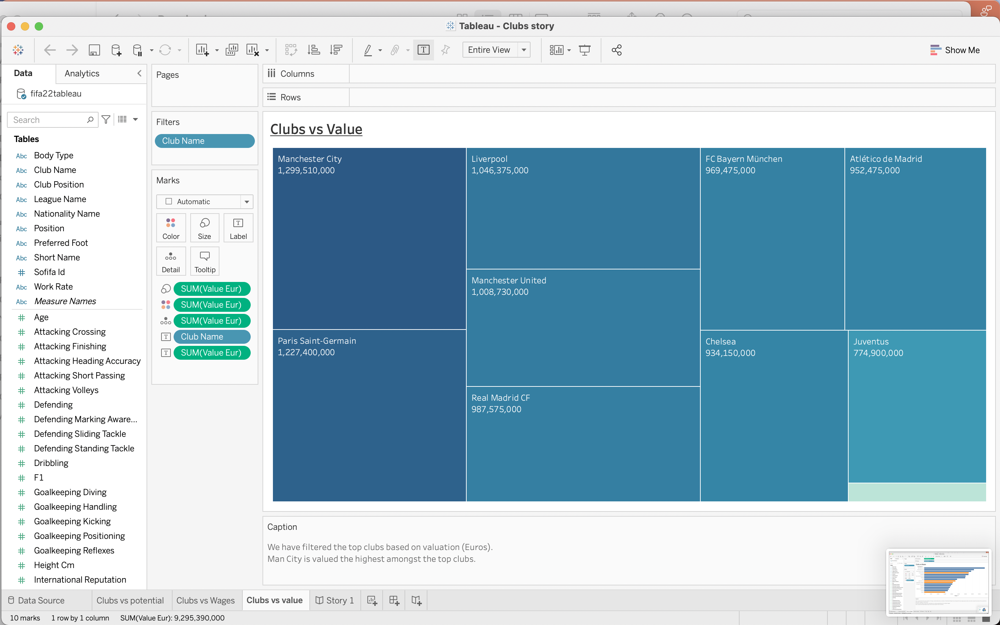 Tableau - Clubs story
Entire View
Show Me
Data
Analytics
fifa22tableau
Search
Tables
Abc Body Type
Abc Club Name
Abc Club Position
Abc League Name
Abc Nationality Name
Abc Position
Abc Preferred Foot
Abc Short Name
# Sofifa Id
Abc Work Rate
Abc Measure Names
# Age
# Attacking Crossing
# Attacking Finishing
# Attacking Heading Accuracy
# Attacking Short Passing
# Attacking Volleys
# Defending
# Defending Marking Aware...
# Defending Sliding Tackle
# Defending Standing Tackle
# Dribbling
# F1
# Goalkeeping Diving
# Goalkeeping Handling
# Goalkeeping Kicking
# Goalkeeping Positioning
# Goalkeeping Reflexes
# Height Cm
# International Reputation
Pages
Filters
Club Name
Marks
Automatic
Color
Size
T Label
Detail
Tooltip
SUM(Value Eur)
SUM(Value Eur)
SUM(Value Eur)
T Club Name
T SUM(Value Eur)
Columns
Rows
Clubs vs Value
Manchester City
1,299,510,000
Paris Saint-Germain
1,227,400,000
Liverpool
1,046,375,000
Manchester United
1,008,730,000
Real Madrid CF
987,575,000
FC Bayern München
969,475,000
Atlético de Madrid
952,475,000
Chelsea
934,150,000
Juventus
774,900,000
Caption
We have filtered the top clubs based on valuation (Euros).
Man City is valued the highest amongst the top clubs.
Data Source
Clubs vs potential
Clubs vs Wages
Clubs vs value
Story 1
10 marks
1 row by 1 column
SUM(Value Eur): 9,295,390,000